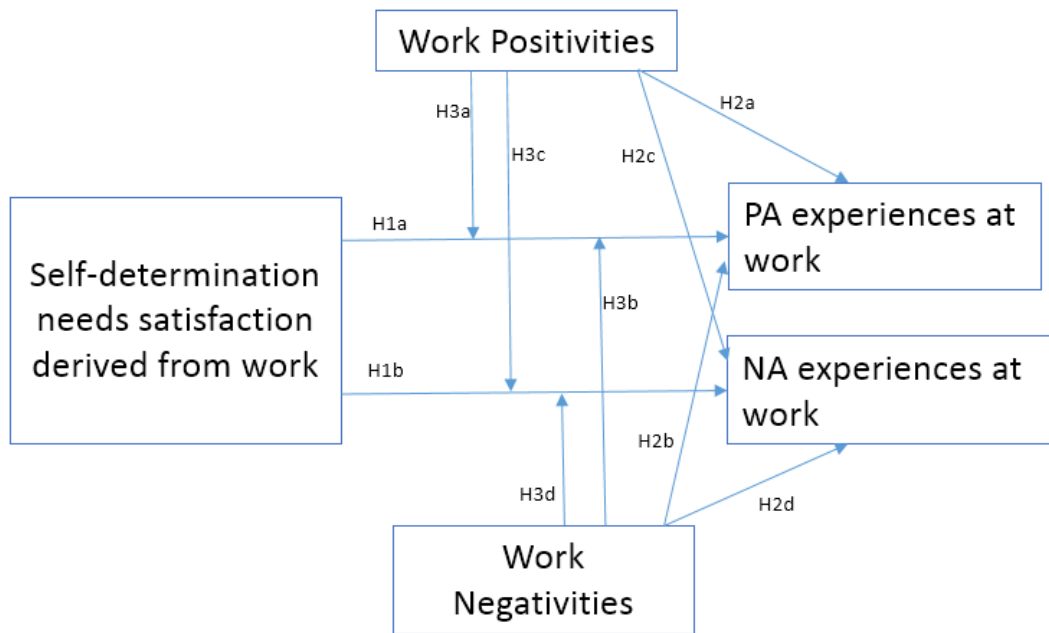 Work Positivities
H3a
H2a
H3c
H2c
H1a
PA experiences at
work
Self-determination
needs satisfaction
derived from work
H3b
H1b
NA experiences at
work
H2b
H3d
H2d
Work
Negativities